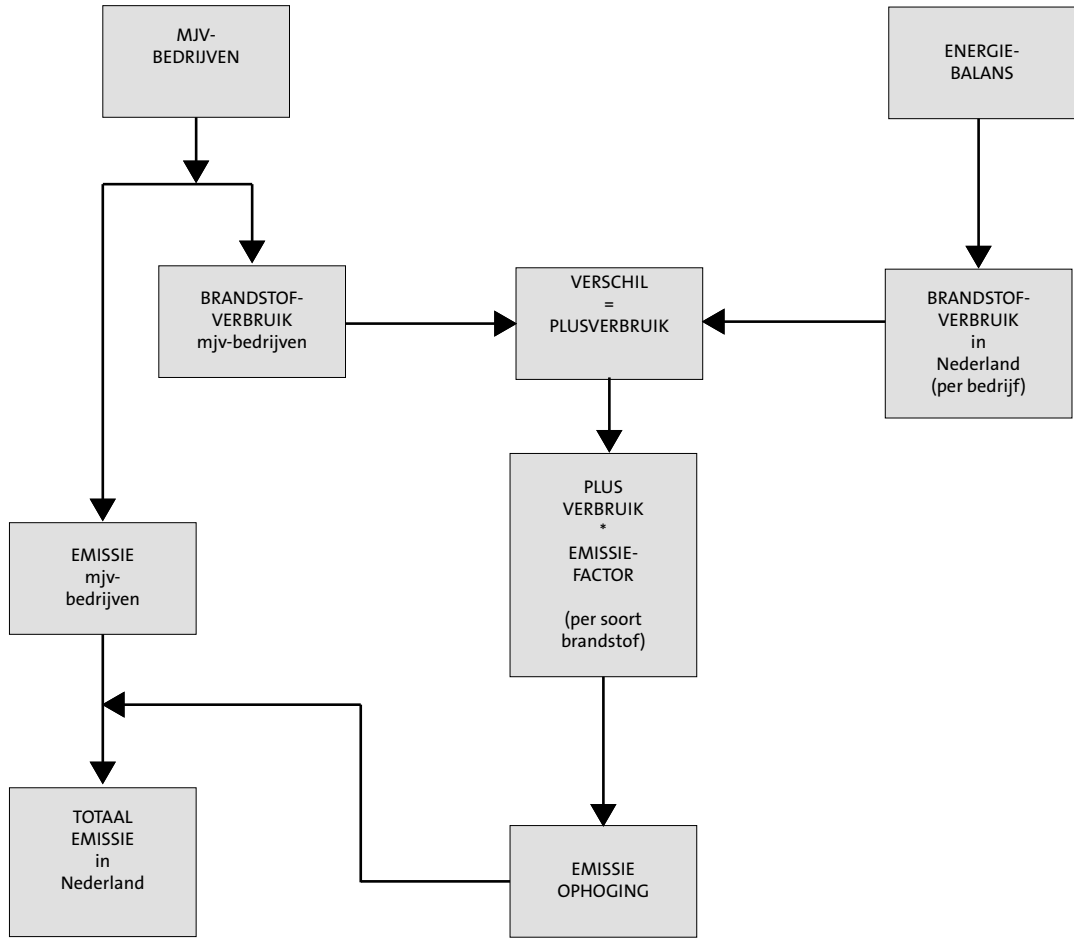 MJV-
BEDRIJVEN
ENERGIE-
BALANS
BRANDSTOF-
VERBRUIK
mjv-bedrijven
VERSCHIL
=
PLUSVERBRUIK
BRANDSTOF-
VERBRUIK
in
Nederland
(per bedrijf)
PLUS
VERBRUIK
*
EMISSIE-
FACTOR
(per soort
brandstof)
EMISSIE
mjv-
bedrijven
TOTAAL
EMISSIE
in
Nederland
EMISSIE
OPHOGING